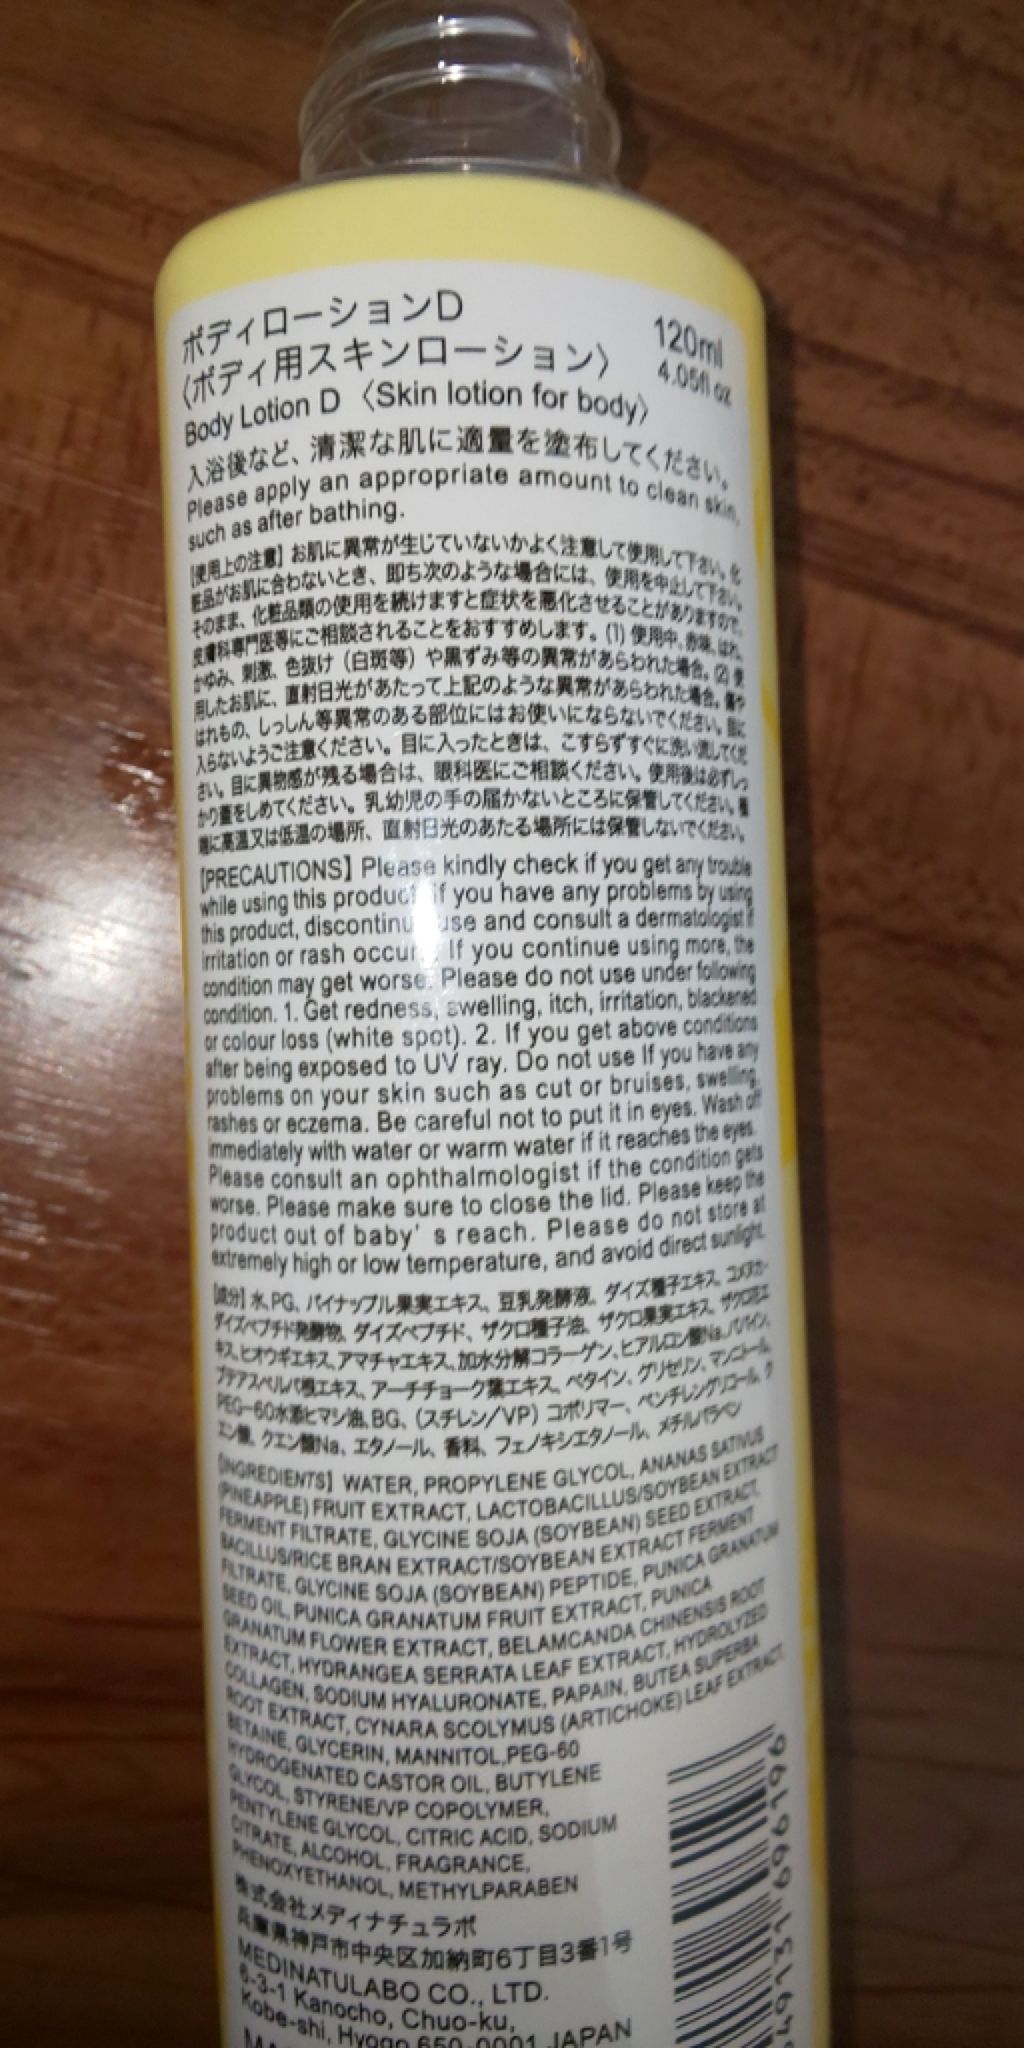 ボディローションD
120ml
〈ボディ用スキンローション〉
4.05fl oz
Body Lotion D 〈Skin lotion for body〉
入浴後など、清潔な肌に適量を塗布してください。
Please apply an appropriate amount to clean skin,
such as after bathing.
【使用上の注意】お肌に異常が生じていないかよく注意して使用して下さい。化
粧品がお肌に合わないとき、即ち次のような場合には、使用を中止して下さい。
そのまま、化粧品類の使用を続けますと症状を悪化させることがありますので、
皮膚科専門医等にご相談されることをおすすめします。(1) 使用中、赤味、はれ、
かゆみ、刺激、色抜け（白斑等）や黒ずみ等の異常があらわれた場合。(2) 使
用したお肌に、直射日光があたって上記のような異常があらわれた場合。傷や
はれもの、しっしん等異常のある部位にはお使いにならないでください。目に
入らないようご注意ください。目に入ったときは、こすらずすぐに洗い流してくだ
さい。目に異物感が残る場合は、眼科医にご相談ください。使用後は必ずしっ
かり蓋をしめてください。乳幼児の手の届かないところに保管してください。極
端に高温又は低温の場所、直射日光のあたる場所には保管しないでください。
[PRECAUTIONS] Please kindly check if you get any trouble
while using this product. If you have any problems by using
this product, discontinue use and consult a dermatologist if
irritation or rash occurs. If you continue using more, the
condition may get worse. Please do not use under following
condition. 1. Get redness, swelling, itch, irritation, blackened
or colour loss (white spot). 2. If you get above conditions
after being exposed to UV ray. Do not use If you have any
problems on your skin such as cut or bruises, swelling,
rashes or eczema. Be careful not to put it in eyes. Wash off
immediately with water or warm water if it reaches the eyes.
Please consult an ophthalmologist if the condition gets
worse. Please make sure to close the lid. Please keep the
product out of baby's reach. Please do not store at
extremely high or low temperature, and avoid direct sunlight.
[成分] 水、PG、パイナップル果実エキス、豆乳発酵液、ダイズ種子エキス、コメヌカ・
ダイズペプチド発酵物、ダイズペプチド、ザクロ種子油、ザクロ果実エキス、ザクロ花エ
キス、ヒオウギエキス、アマチャエキス、加水分解コラーゲン、ヒアルロン酸Na、パパイン、
ブテアスペルバ根エキス、アーチチョーク葉エキス、ベタイン、グリセリン、マンニトール、
PEG-60水添ヒマシ油、BG、（スチレン/VP）コポリマー、ペンチレングリコール、ク
エン酸、クエン酸Na、エタノール、香料、フェノキシエタノール、メチルパラベン
[INGREDIENTS] WATER, PROPYLENE GLYCOL, ANANAS SATIVUS
(PINEAPPLE) FRUIT EXTRACT, LACTOBACILLUS/SOYBEAN EXTRACT
FERMENT FILTRATE, GLYCINE SOJA (SOYBEAN) SEED EXTRACT,
BACILLUS/RICE BRAN EXTRACT/SOYBEAN EXTRACT FERMENT
FILTRATE, GLYCINE SOJA (SOYBEAN) PEPTIDE, PUNICA GRANATUM
SEED OIL, PUNICA GRANATUM FRUIT EXTRACT, PUNICA
GRANATUM FLOWER EXTRACT, BELAMCANDA CHINENSIS ROOT
EXTRACT, HYDRANGEA SERRATA LEAF EXTRACT, HYDROLYZED
COLLAGEN, SODIUM HYALURONATE, PAPAIN, BUTEA SUPERBA
ROOT EXTRACT, CYNARA SCOLYMUS (ARTICHOKE) LEAF EXTRACT,
BETAINE, GLYCERIN, MANNITOL,PEG-60
HYDROGENATED CASTOR OIL, BUTYLENE
GLYCOL, STYRENE/VP COPOLYMER,
PENTYLENE GLYCOL, CITRIC ACID, SODIUM
CITRATE, ALCOHOL, FRAGRANCE,
PHENOXYETHANOL, METHYLPARABEN
株式会社メディナチュラボ
兵庫県神戸市中央区加納町6丁目3番1号
MEDINATULABO CO., LTD.
6-3-1 Kanocho, Chuo-ku,
Kobe-shi, Hyogo 650-0001 JAPAN
49131 696196